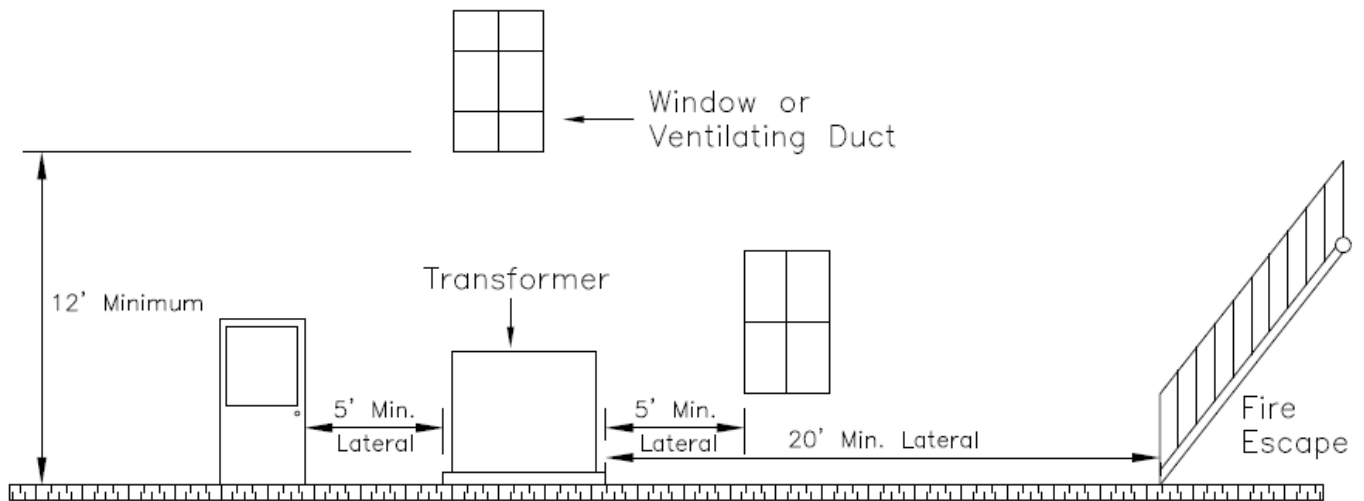 Window or
Ventilating Duct
Transformer
12' Minimum
5' Min.
Lateral
5' Min.
Lateral
20' Min. Lateral
Fire
Escape